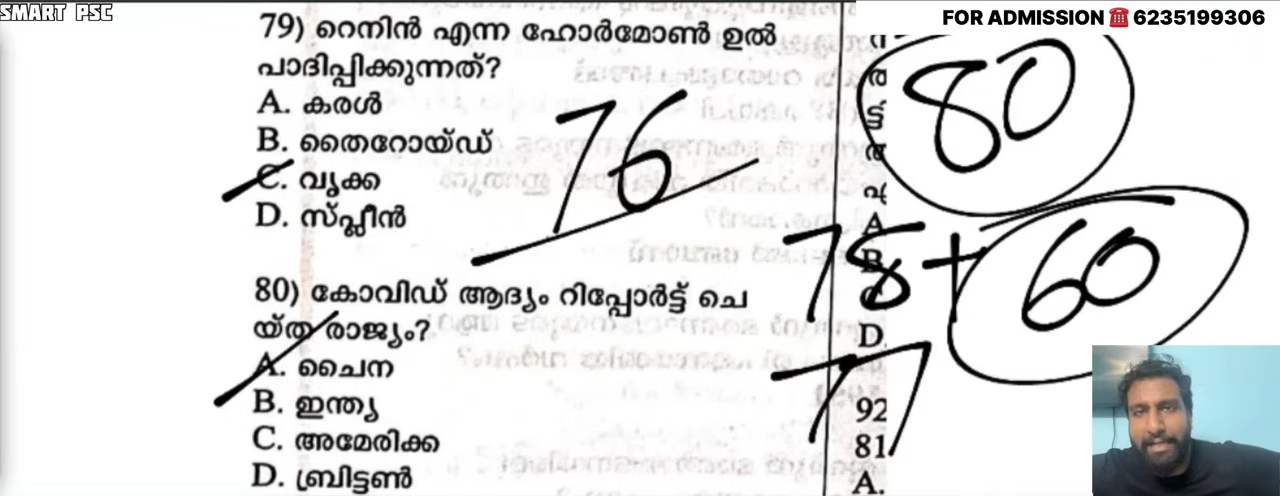 SMART PSC
FOR ADMISSION ☎️ 6235199306
79) റെനിൻ എന്ന ഹോർമോൺ ഉൽ
പാദിപ്പിക്കുന്നത്?
A. കരൾ
B. തൈറോയ്ഡ്
C. വൃക്ക
D. സ്പ്ലീൻ
76
80) കോവിഡ് ആദ്യം റിപ്പോർട്ട് ചെ
യ്ത രാജ്യം?
A. ചൈന
B. ഇന്ത്യ
C. അമേരിക്ക
D. ബ്രിട്ടൺ
80
A
B
78+ 60
D
77
92
81
A.